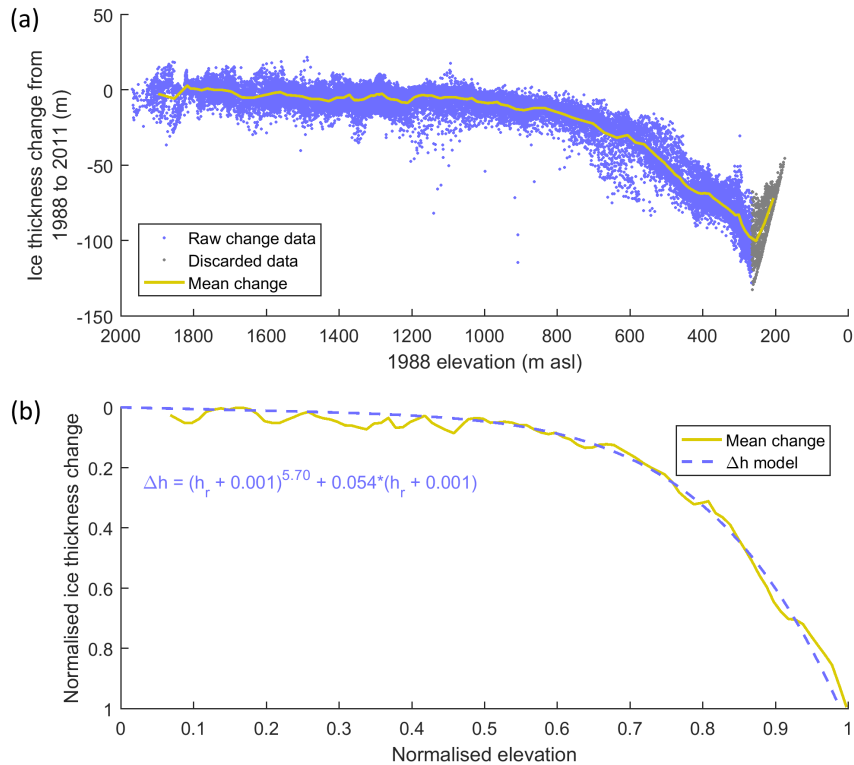 (a)
50
0
-50
-100
-150
Ice thickness change from
1988 to 2011 (m)
Raw change data
Discarded data
Mean change
2000 1800 1600 1400 1200 1000 800 600 400 200 0
1988 elevation (m asl)
(b)
0
0.2
0.4
0.6
0.8
1
Normalised ice thickness change
Mean change
Δh model
Δh = (hr + 0.001)5.70 + 0.054*(hr + 0.001)
0 0.1 0.2 0.3 0.4 0.5 0.6 0.7 0.8 0.9 1
Normalised elevation